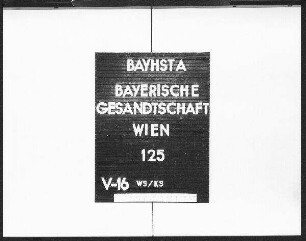 BAYHSTA
BAYERISCHE
GESANDTSCHAFT
WIEN
125
V-16 WS/KS